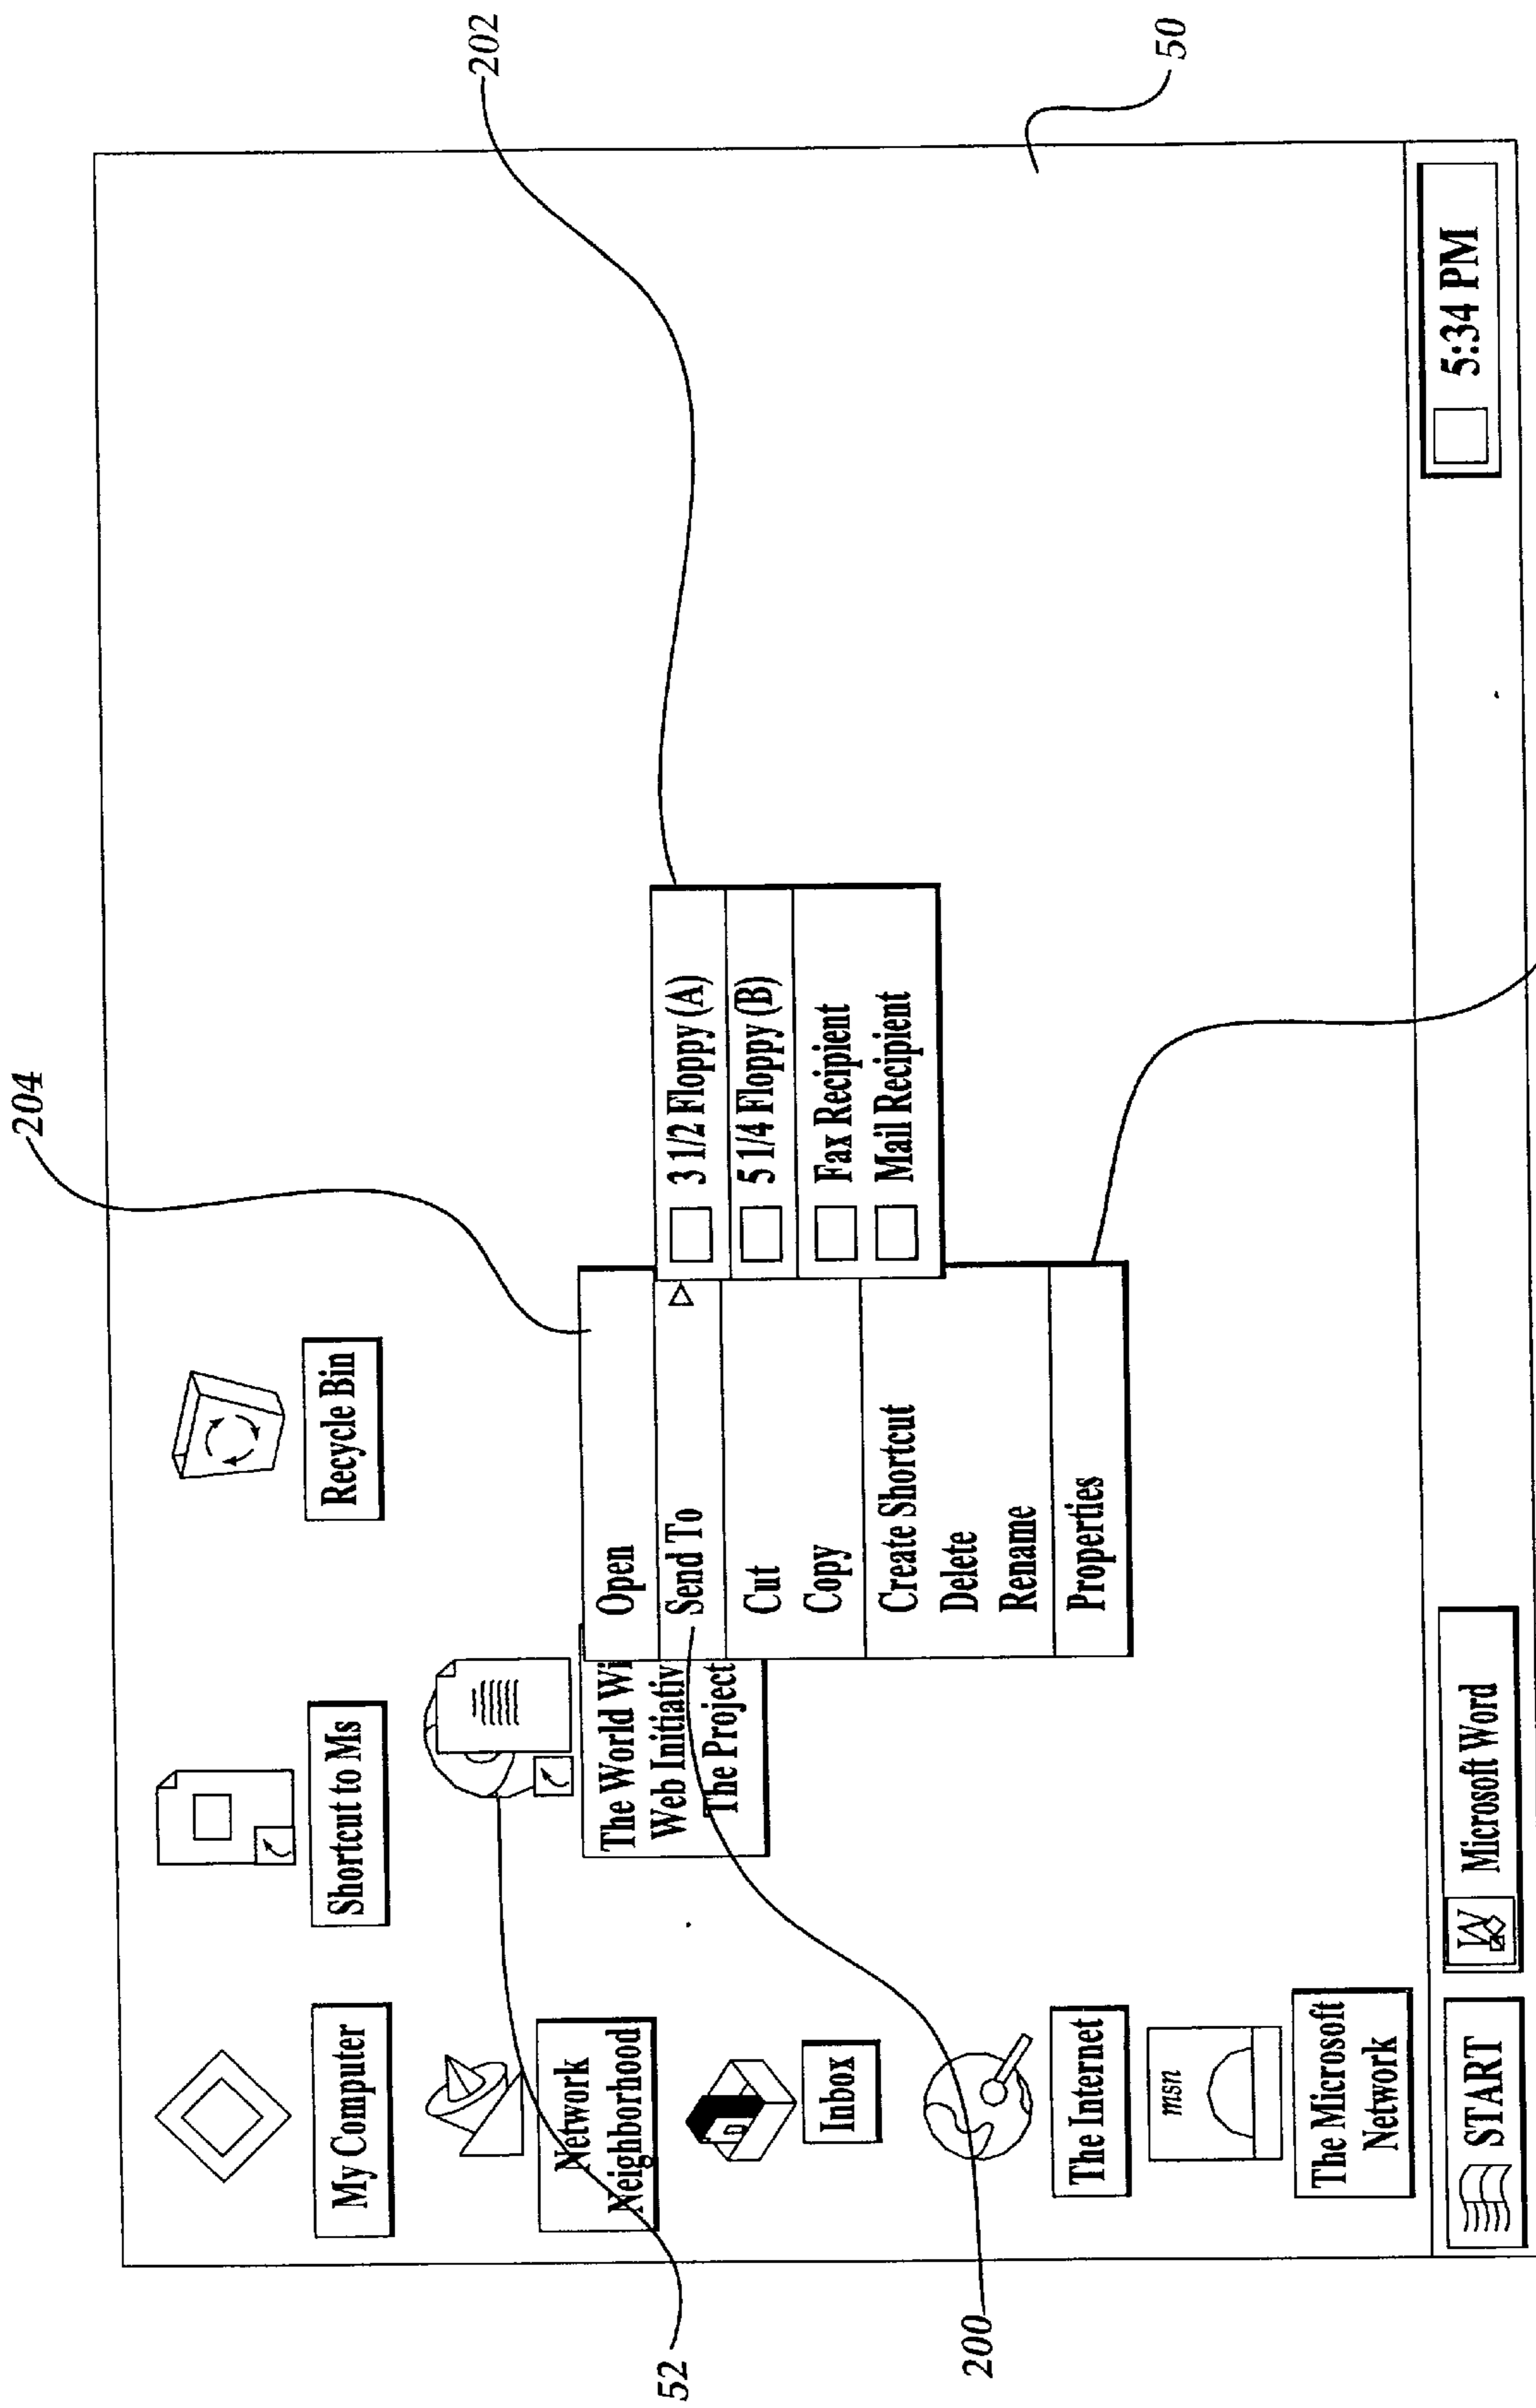 204
202
50
My Computer
Shortcut to Ms
Recycle Bin
Network
Neighborhood
The World Wi
Web Initiativ
The Project
Open
Send To
Cut
Copy
Create Shortcut
Delete
Rename
Properties
3 1/2 Floppy (A)
5 1/4 Floppy (B)
Fax Recipient
Mail Recipient
Inbox
The Internet
msn
The Microsoft
Network
START
W
Microsoft Word
5:34 PM
52
200